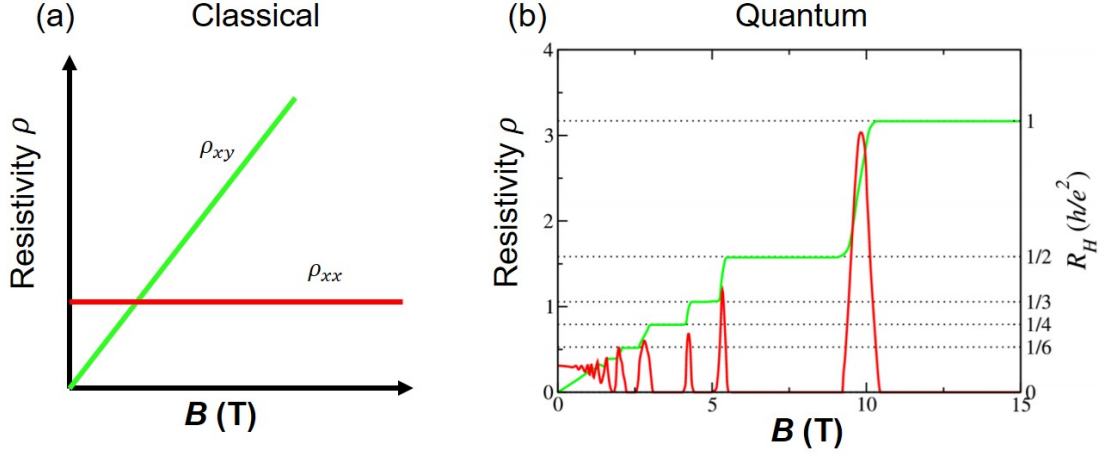 (a) Classical
Resistivity ρ
ρxy
ρxx
B (T)
(b) Quantum
Resistivity ρ
4
3
2
1
0
0 5 10 15
B (T)
1
1/2
1/3
1/4
1/6
0
R_H (h/e²)